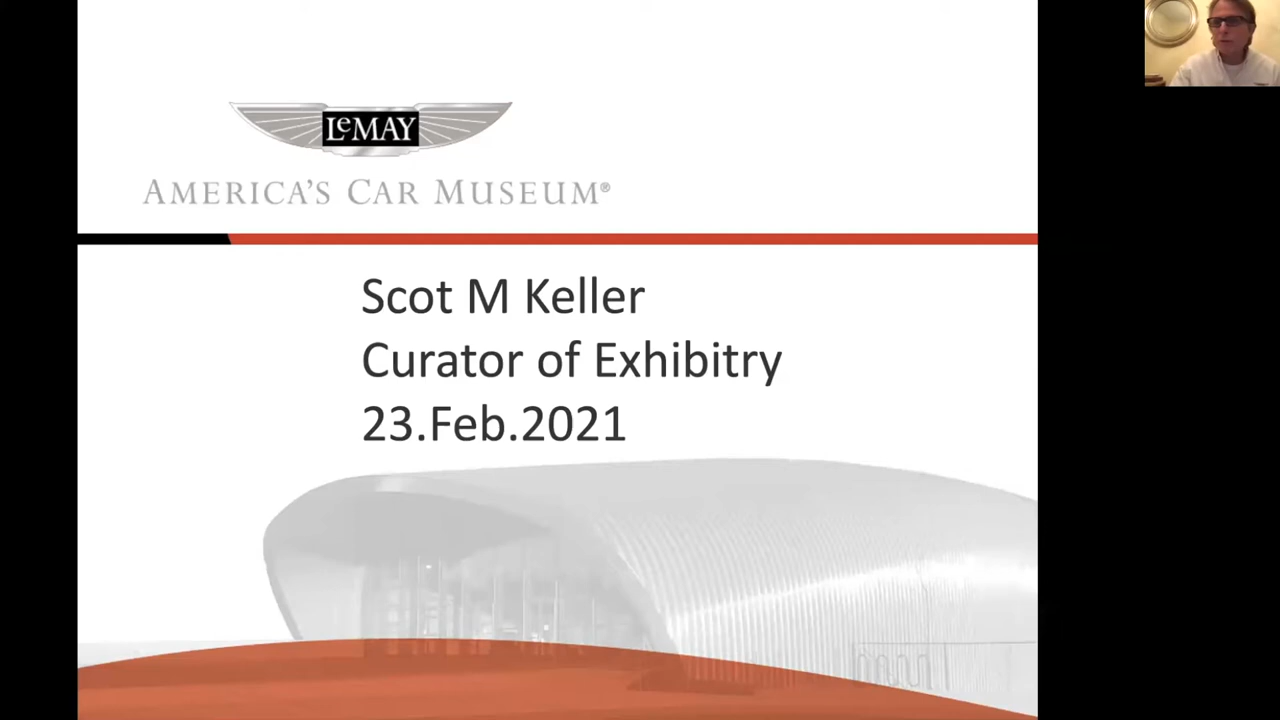 LeMAY
AMERICA'S CAR MUSEUM®
Scot M Keller
Curator of Exhibitry
23.Feb.2021